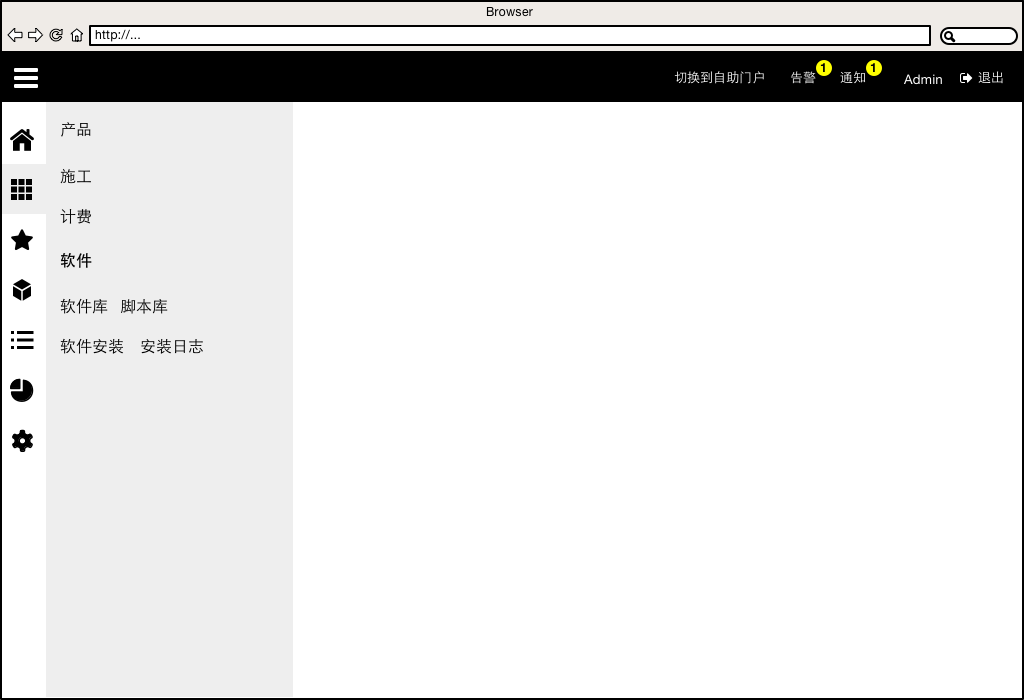 Browser
http://...
切换到自助门户 告警 1 通知 1 Admin 退出
产品
施工
计费
软件
软件库 脚本库
软件安装 安装日志